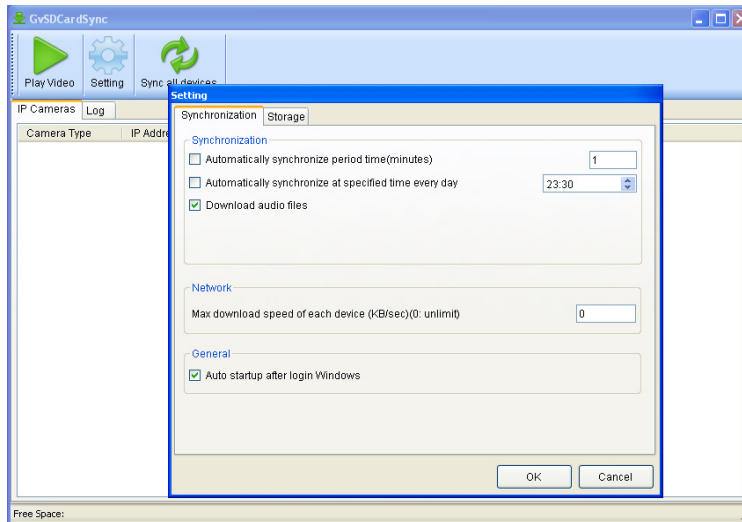 GvSDCardSync
Play Video Setting Sync all devices
IP Cameras Log
Camera Type IP Addre
Setting
Synchronization Storage
Synchronization
Automatically synchronize period time(minutes) 1
Automatically synchronize at specified time every day 23:30
Download audio files
Network
Max download speed of each device (KB/sec)(0: unlimit) 0
General
Auto startup after login Windows
OK Cancel
Free Space: